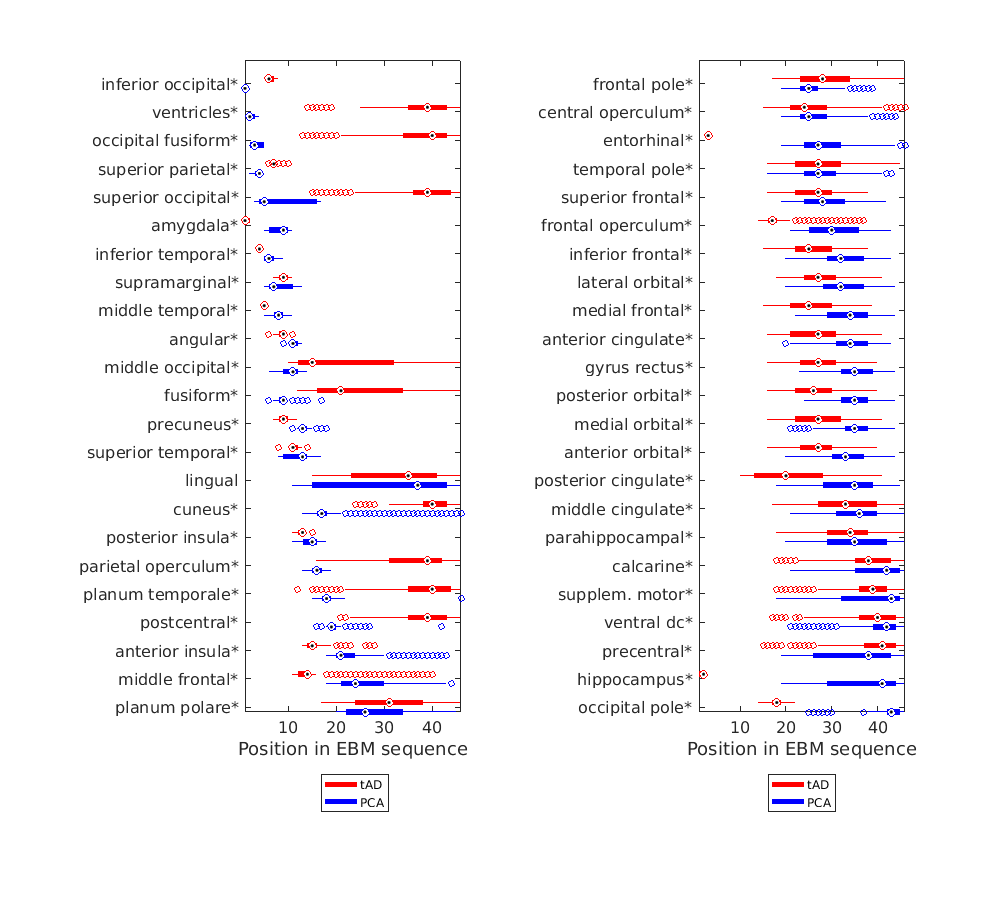 inferior occipital*
ventricles*
occipital fusiform*
superior parietal*
superior occipital*
amygdala*
inferior temporal*
supramarginal*
middle temporal*
angular*
middle occipital*
fusiform*
precuneus*
superior temporal*
lingual
cuneus*
posterior insula*
parietal operculum*
planum temporale*
postcentral*
anterior insula*
middle frontal*
planum polare*
10 20 30 40
Position in EBM sequence
tAD
PCA
frontal pole*
central operculum*
entorhinal*
temporal pole*
superior frontal*
frontal operculum*
inferior frontal*
lateral orbital*
medial frontal*
anterior cingulate*
gyrus rectus*
posterior orbital*
medial orbital*
anterior orbital*
posterior cingulate*
middle cingulate*
parahippocampal*
calcarine*
supplem. motor*
ventral dc*
precentral*
hippocampus*
occipital pole*
10 20 30 40
Position in EBM sequence
tAD
PCA